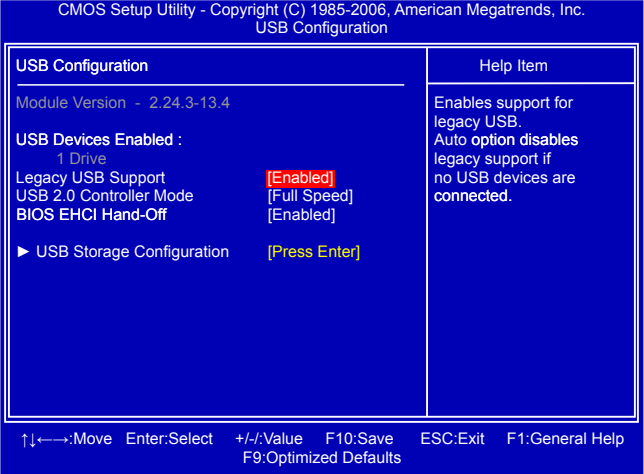 CMOS Setup Utility - Copyright (C) 1985-2006, American Megatrends, Inc.
USB Configuration
USB Configuration
Module Version - 2.24.3-13.4
USB Devices Enabled :
1 Drive
Legacy USB Support [Enabled]
USB 2.0 Controller Mode [Full Speed]
BIOS EHCI Hand-Off [Enabled]
► USB Storage Configuration [Press Enter]
Help Item
Enables support for
legacy USB.
Auto option disables
legacy support if
no USB devices are
connected.
↑↓←→:Move Enter:Select +/-/:Value F10:Save ESC:Exit F1:General Help
F9:Optimized Defaults